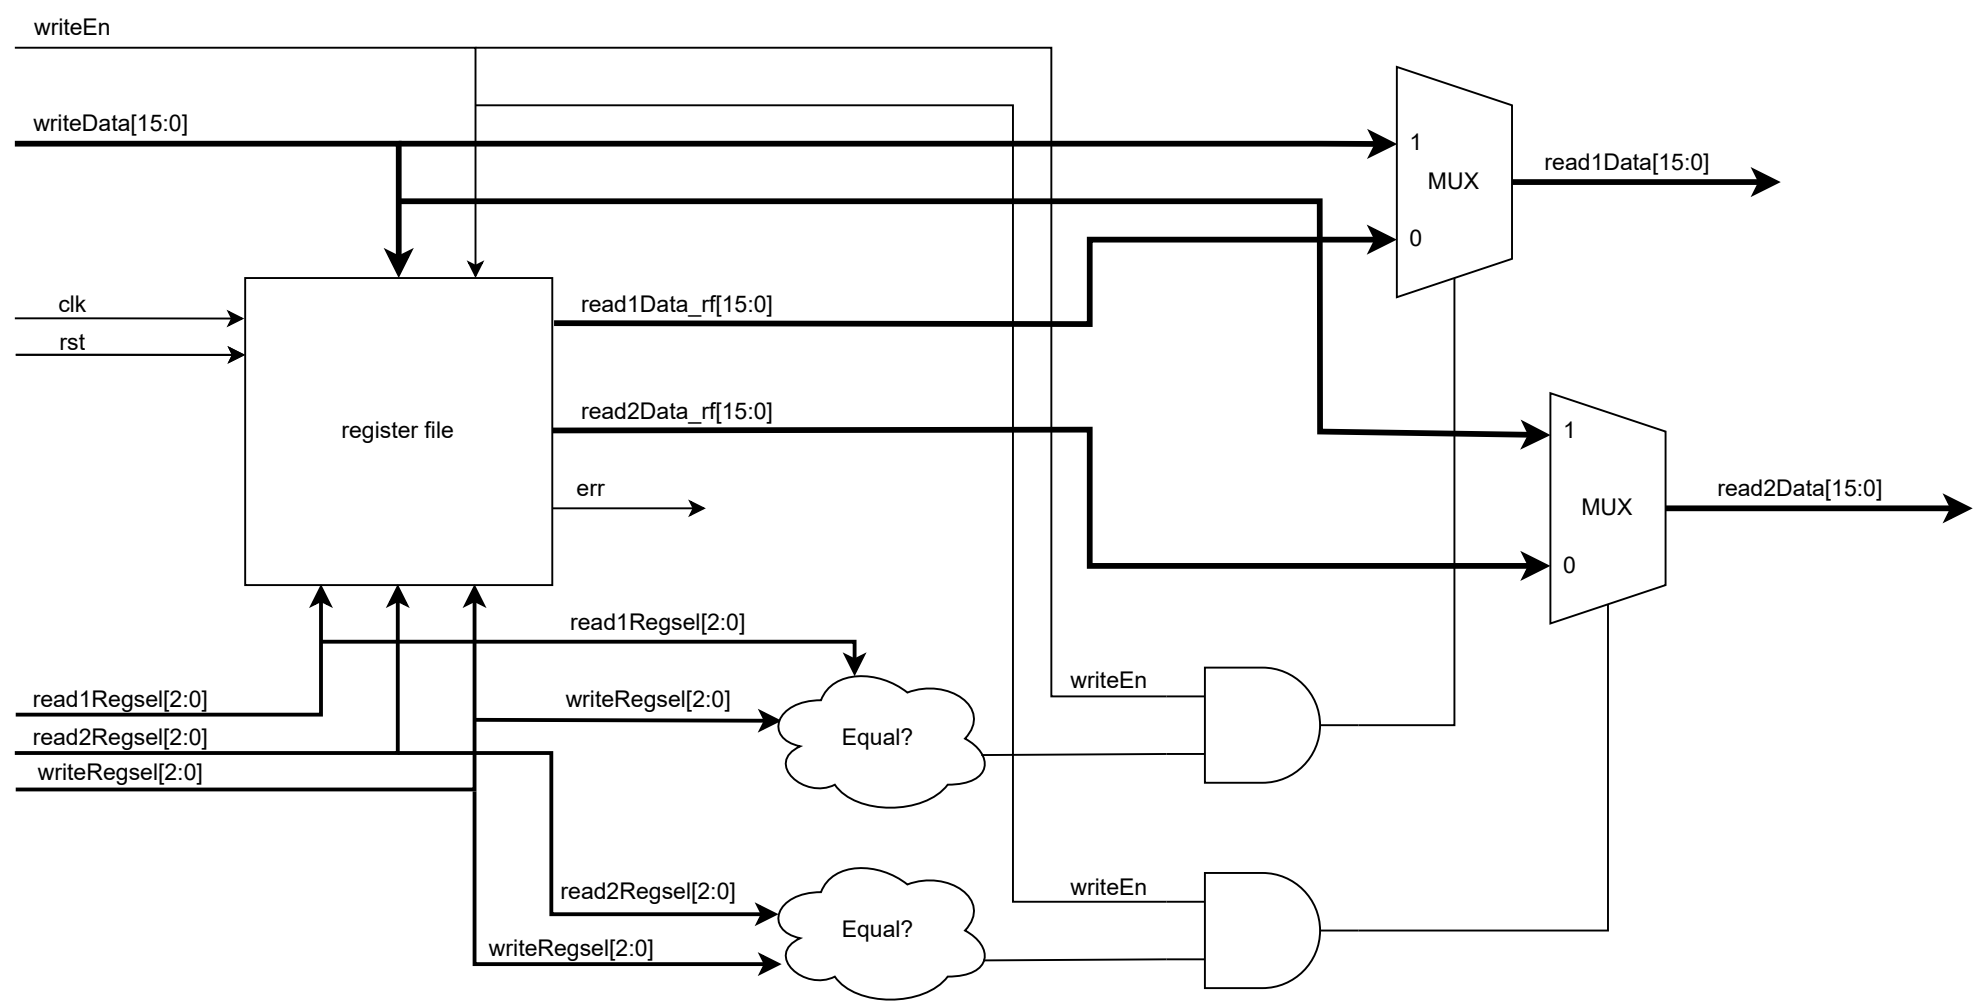 writeEn
writeData[15:0]
1
MUX
read1Data[15:0]
0
clk
rst
read1Data_rf[15:0]
register file
read2Data_rf[15:0]
1
err
MUX
read2Data[15:0]
0
read1Regsel[2:0]
read1Regsel[2:0]
writeRegsel[2:0]
writeEn
read2Regsel[2:0]
Equal?
writeRegsel[2:0]
read2Regsel[2:0]
writeEn
Equal?
writeRegsel[2:0]